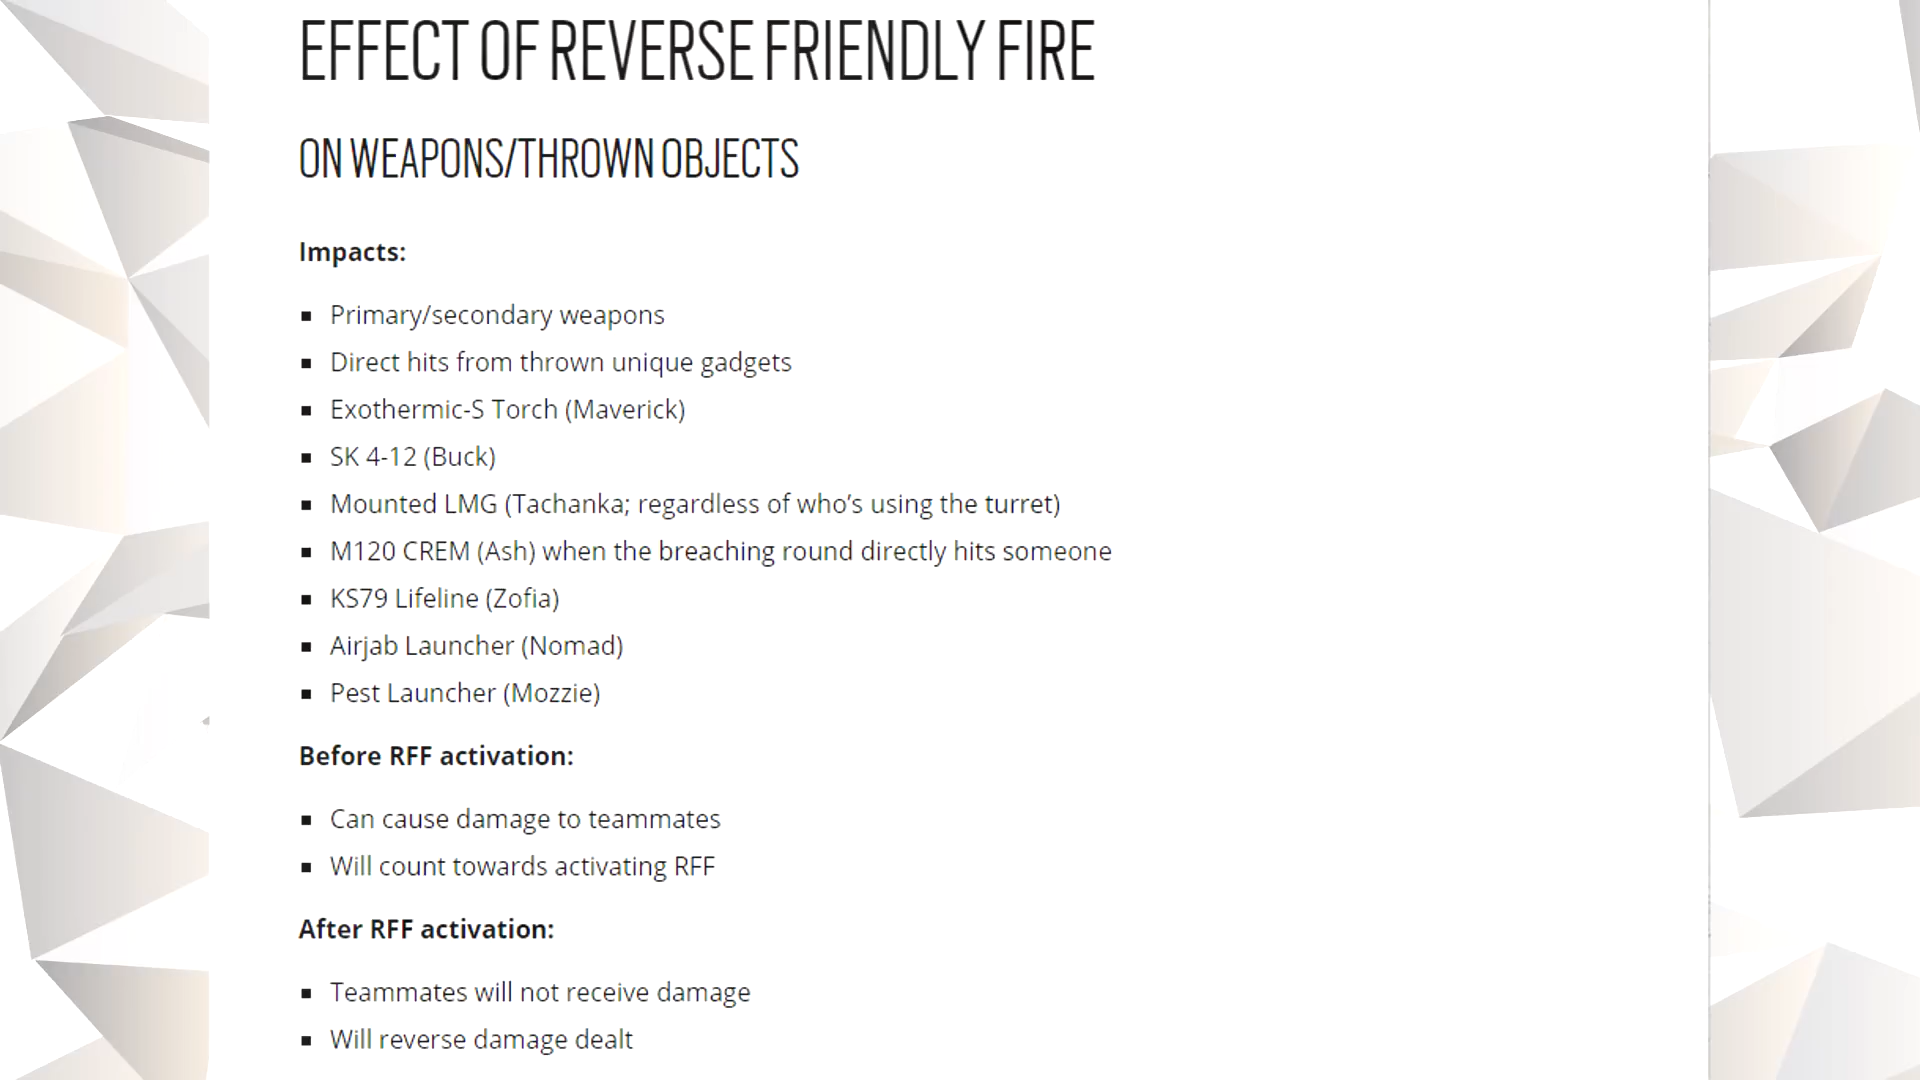 EFFECT OF REVERSE FRIENDLY FIRE
ON WEAPONS/THROWN OBJECTS
Impacts:
▪ Primary/secondary weapons
▪ Direct hits from thrown unique gadgets
▪ Exothermic-S Torch (Maverick)
▪ SK 4-12 (Buck)
▪ Mounted LMG (Tachanka; regardless of who’s using the turret)
▪ M120 CREM (Ash) when the breaching round directly hits someone
▪ KS79 Lifeline (Zofia)
▪ Airjab Launcher (Nomad)
▪ Pest Launcher (Mozzie)
Before RFF activation:
▪ Can cause damage to teammates
▪ Will count towards activating RFF
After RFF activation:
▪ Teammates will not receive damage
▪ Will reverse damage dealt